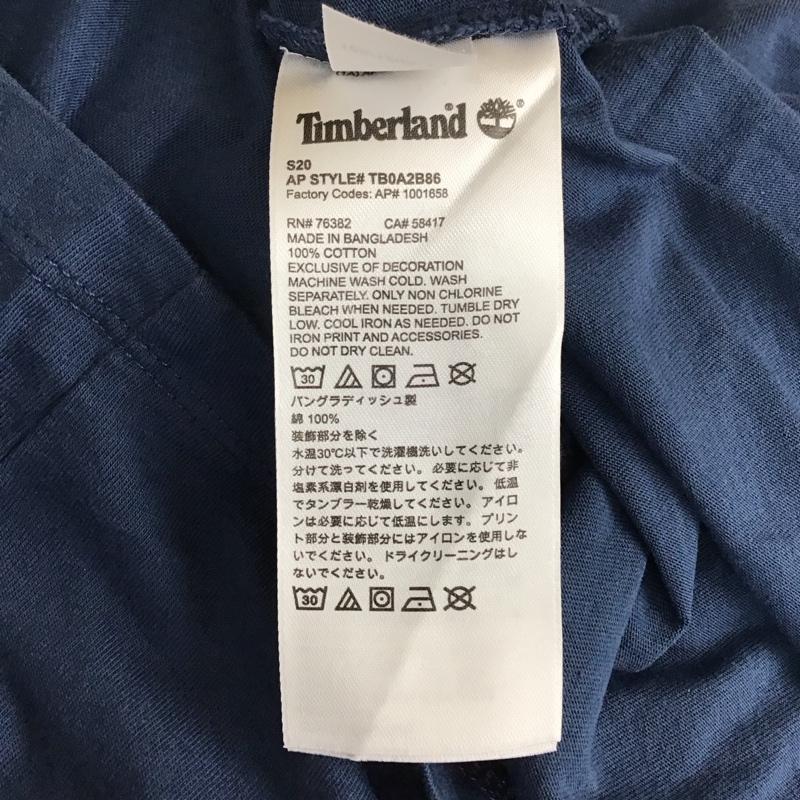 Timberland®
®
S20
AP STYLE# TB0A2B86
Factory Codes: AP# 1001658
RN# 76382 CA# 58417
MADE IN BANGLADESH
100% COTTON
EXCLUSIVE OF DECORATION
MACHINE WASH COLD. WASH
SEPARATELY. ONLY NON CHLORINE
BLEACH WHEN NEEDED. TUMBLE DRY
LOW. COOL IRON AS NEEDED. DO NOT
IRON PRINT AND ACCESSORIES.
DO NOT DRY CLEAN.
30
バングラディッシュ製
綿 100%
装飾部分を除く
水温30℃以下で洗濯機洗いしてください。
分けて洗ってください。 必要に応じて非
塩素系漂白剤を使用してください。 低温
でタンブラー乾燥してください。 アイロ
ンは必要に応じて低温にします。 プリン
ト部分と装飾部分にはアイロンを使用しな
いでください。 ドライクリーニングはし
ないでください。
30